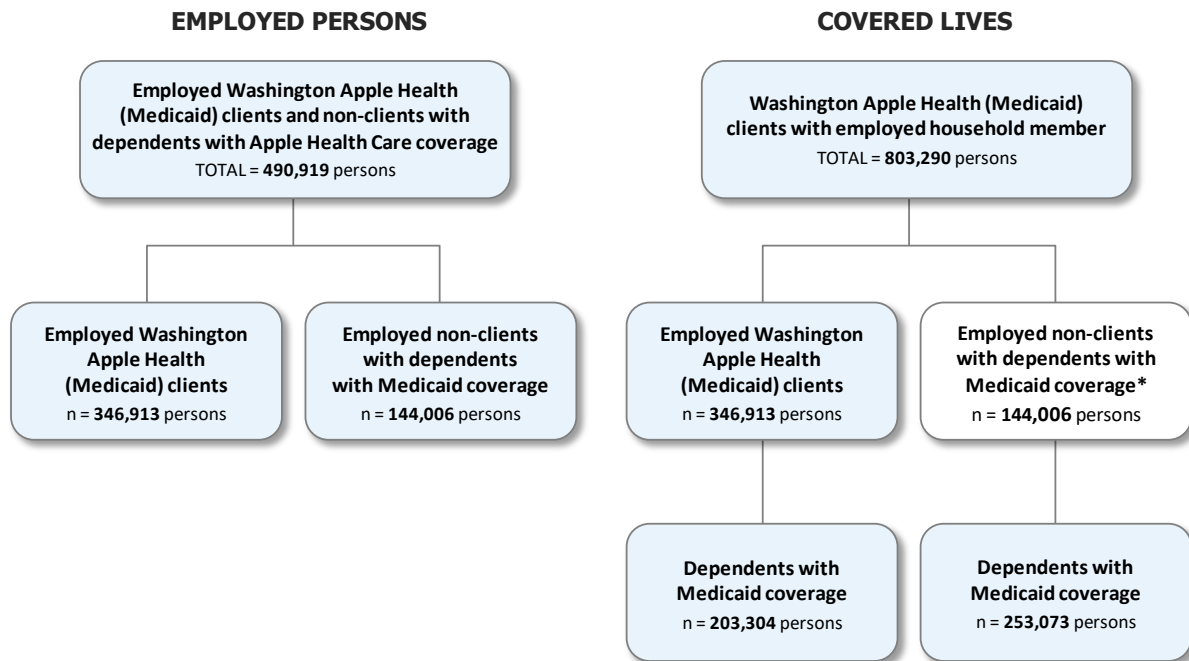 EMPLOYED PERSONS
Employed Washington Apple Health
(Medicaid) clients and non-clients with
dependents with Apple Health Care coverage
TOTAL = 490,919 persons
Employed Washington
Apple Health
(Medicaid) clients
n = 346,913 persons
Employed non-clients
with dependents
with Medicaid coverage
n = 144,006 persons
COVERED LIVES
Washington Apple Health (Medicaid)
clients with employed household member
TOTAL = 803,290 persons
Employed Washington
Apple Health
(Medicaid) clients
n = 346,913 persons
Employed non-clients
with dependents with
Medicaid coverage*
n = 144,006 persons
Dependents with
Medicaid coverage
n = 203,304 persons
Dependents with
Medicaid coverage
n = 253,073 persons